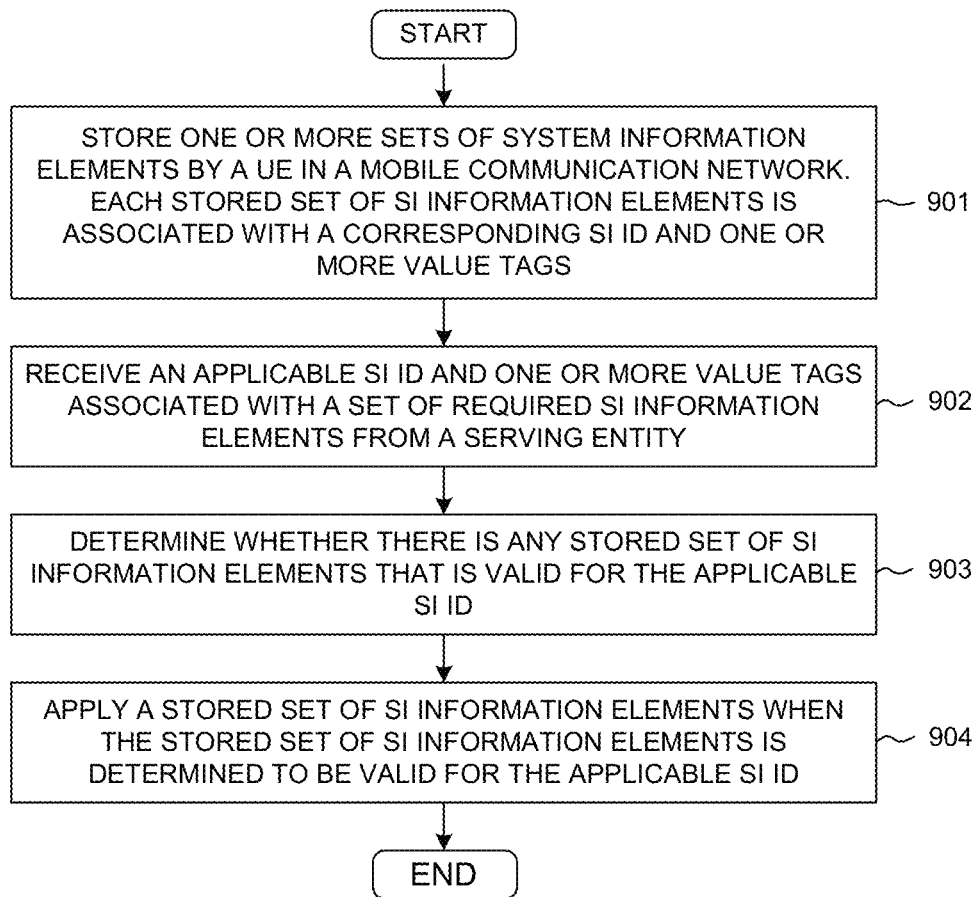 START
STORE ONE OR MORE SETS OF SYSTEM INFORMATION
ELEMENTS BY A UE IN A MOBILE COMMUNICATION NETWORK.
EACH STORED SET OF SI INFORMATION ELEMENTS IS
ASSOCIATED WITH A CORRESPONDING SI ID AND ONE OR
MORE VALUE TAGS
901
RECEIVE AN APPLICABLE SI ID AND ONE OR MORE VALUE TAGS
ASSOCIATED WITH A SET OF REQUIRED SI INFORMATION
ELEMENTS FROM A SERVING ENTITY
902
DETERMINE WHETHER THERE IS ANY STORED SET OF SI
INFORMATION ELEMENTS THAT IS VALID FOR THE APPLICABLE
SI ID
903
APPLY A STORED SET OF SI INFORMATION ELEMENTS WHEN
THE STORED SET OF SI INFORMATION ELEMENTS IS
DETERMINED TO BE VALID FOR THE APPLICABLE SI ID
904
END